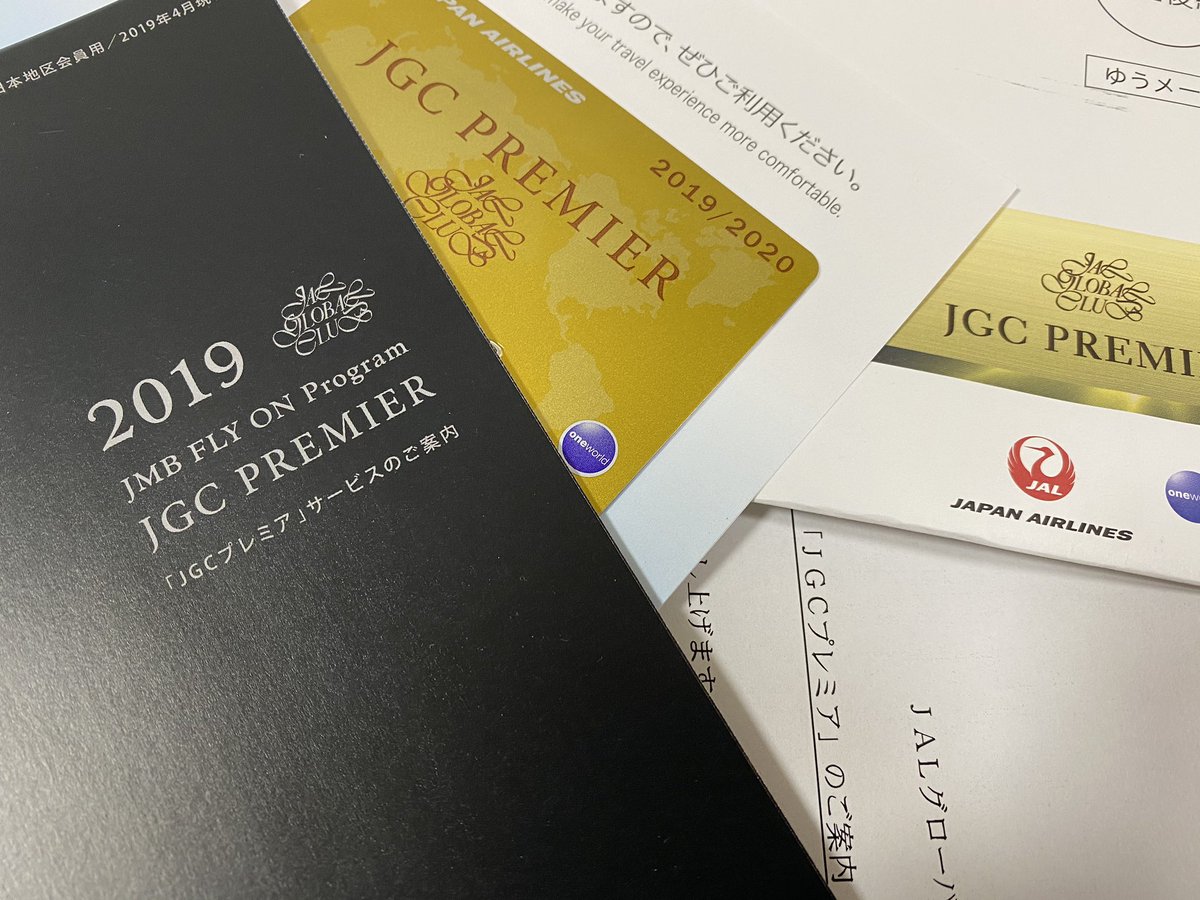 日本地区会員用／2019年4月現
JAL
GLOBAL
CLUB
2019
JMB FLY ON Program
JGC PREMIER
「JGCプレミア」サービスのご案内
JAPAN AIRLINES
JGC PREMIER
2019/2020
JAL
GLOBAL
CLUB
oneworld
ますので、ぜひご利用ください。
make your travel experience more comfortable.
ゆうメー
JAL
GLOBAL
CLUB
JGC PREMI
JAL
JAPAN AIRLINES
onewo
し上げます
「JGCプレミア」のご案内
JALグローバ